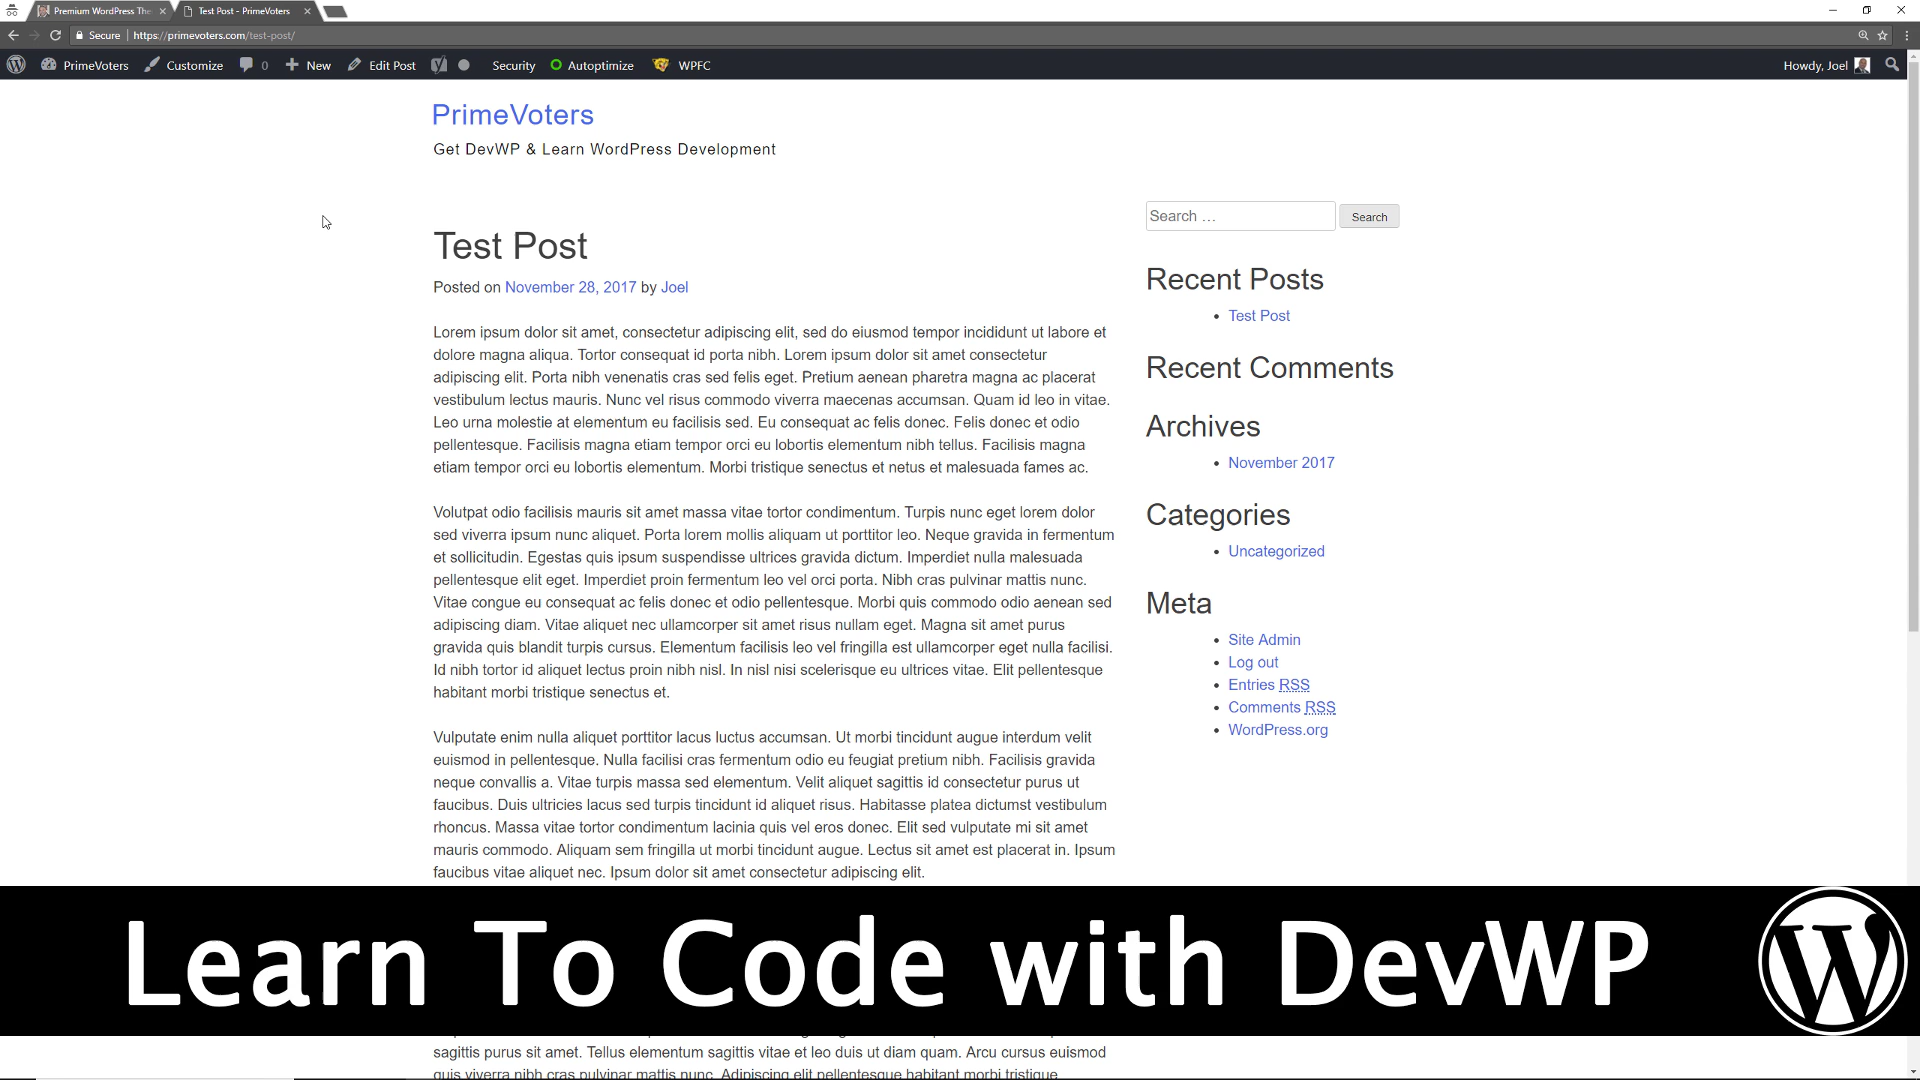 Premium WordPress The
Test Post - PrimeVoters
Secure
https://primevoters.com/test-post/
PrimeVoters
Customize
0
New
Edit Post
Security
Autoptimize
WPFC
Howdy, Joel
PrimeVoters
Get DevWP & Learn WordPress Development
Test Post
Posted on November 28, 2017 by Joel
Lorem ipsum dolor sit amet, consectetur adipiscing elit, sed do eiusmod tempor incididunt ut labore et
dolore magna aliqua. Tortor consequat id porta nibh. Lorem ipsum dolor sit amet consectetur
adipiscing elit. Porta nibh venenatis cras sed felis eget. Pretium aenean pharetra magna ac placerat
vestibulum lectus mauris. Nunc vel risus commodo viverra maecenas accumsan. Quam id leo in vitae.
Leo urna molestie at elementum eu facilisis sed. Eu consequat ac felis donec. Felis donec et odio
pellentesque. Facilisis magna etiam tempor orci eu lobortis elementum nibh tellus. Facilisis magna
etiam tempor orci eu lobortis elementum. Morbi tristique senectus et netus et malesuada fames ac.
Volutpat odio facilisis mauris sit amet massa vitae tortor condimentum. Turpis nunc eget lorem dolor
sed viverra ipsum nunc aliquet. Porta lorem mollis aliquam ut porttitor leo. Neque gravida in fermentum
et sollicitudin. Egestas quis ipsum suspendisse ultrices gravida dictum. Imperdiet nulla malesuada
pellentesque elit eget. Imperdiet proin fermentum leo vel orci porta. Nibh cras pulvinar mattis nunc.
Vitae congue eu consequat ac felis donec et odio pellentesque. Morbi quis commodo odio aenean sed
adipiscing diam. Vitae aliquet nec ullamcorper sit amet risus nullam eget. Magna sit amet purus
gravida quis blandit turpis cursus. Elementum facilisis leo vel fringilla est ullamcorper eget nulla facilisi.
Id nibh tortor id aliquet lectus proin nibh nisl. In nisl nisi scelerisque eu ultrices vitae. Elit pellentesque
habitant morbi tristique senectus et.
Vulputate enim nulla aliquet porttitor lacus luctus accumsan. Ut morbi tincidunt augue interdum velit
euismod in pellentesque. Nulla facilisi cras fermentum odio eu feugiat pretium nibh. Facilisis gravida
neque convallis a. Vitae turpis massa sed elementum. Velit aliquet sagittis id consectetur purus ut
faucibus. Duis ultricies lacus sed turpis tincidunt id aliquet risus. Habitasse platea dictumst vestibulum
rhoncus. Massa vitae tortor condimentum lacinia quis vel eros donec. Elit sed vulputate mi sit amet
mauris commodo. Aliquam sem fringilla ut morbi tincidunt augue. Lectus sit amet est placerat in. Ipsum
faucibus vitae aliquet nec. Ipsum dolor sit amet consectetur adipiscing elit.
Search …
Search
Recent Posts
Test Post
Recent Comments
Archives
November 2017
Categories
Uncategorized
Meta
Site Admin
Log out
Entries RSS
Comments RSS
WordPress.org
Learn To Code with DevWP
sagittis purus sit amet. Tellus elementum sagittis vitae et leo duis ut diam quam. Arcu cursus euismod
quis viverra nibh cras pulvinar mattis nunc. Adipiscing elit pellentesque habitant morbi tristique.